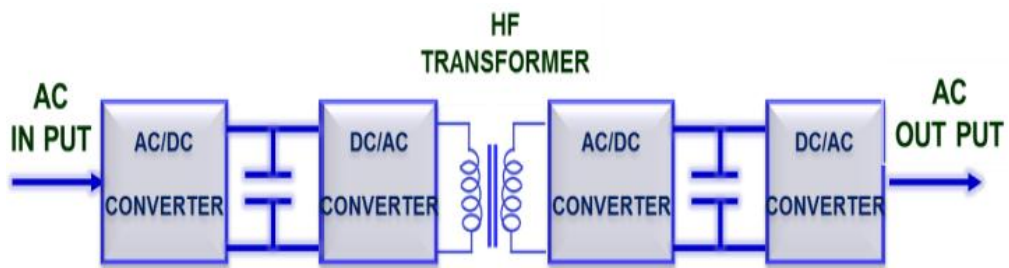 HF
TRANSFORMER
AC
IN PUT
AC/DC
CONVERTER
DC/AC
CONVERTER
AC/DC
CONVERTER
DC/AC
CONVERTER
AC
OUT PUT